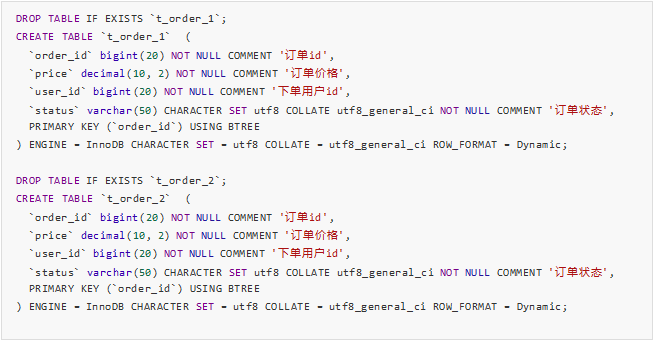 DROP TABLE IF EXISTS `t_order_1`;
CREATE TABLE `t_order_1`  (
  `order_id` bigint(20) NOT NULL COMMENT '订单id',
  `price` decimal(10, 2) NOT NULL COMMENT '订单价格',
  `user_id` bigint(20) NOT NULL COMMENT '下单用户id',
  `status` varchar(50) CHARACTER SET utf8 COLLATE utf8_general_ci NOT NULL COMMENT '订单状态',
  PRIMARY KEY (`order_id`) USING BTREE
) ENGINE = InnoDB CHARACTER SET = utf8 COLLATE = utf8_general_ci ROW_FORMAT = Dynamic;
DROP TABLE IF EXISTS `t_order_2`;
CREATE TABLE `t_order_2`  (
  `order_id` bigint(20) NOT NULL COMMENT '订单id',
  `price` decimal(10, 2) NOT NULL COMMENT '订单价格',
  `user_id` bigint(20) NOT NULL COMMENT '下单用户id',
  `status` varchar(50) CHARACTER SET utf8 COLLATE utf8_general_ci NOT NULL COMMENT '订单状态',
  PRIMARY KEY (`order_id`) USING BTREE
) ENGINE = InnoDB CHARACTER SET = utf8 COLLATE = utf8_general_ci ROW_FORMAT = Dynamic;